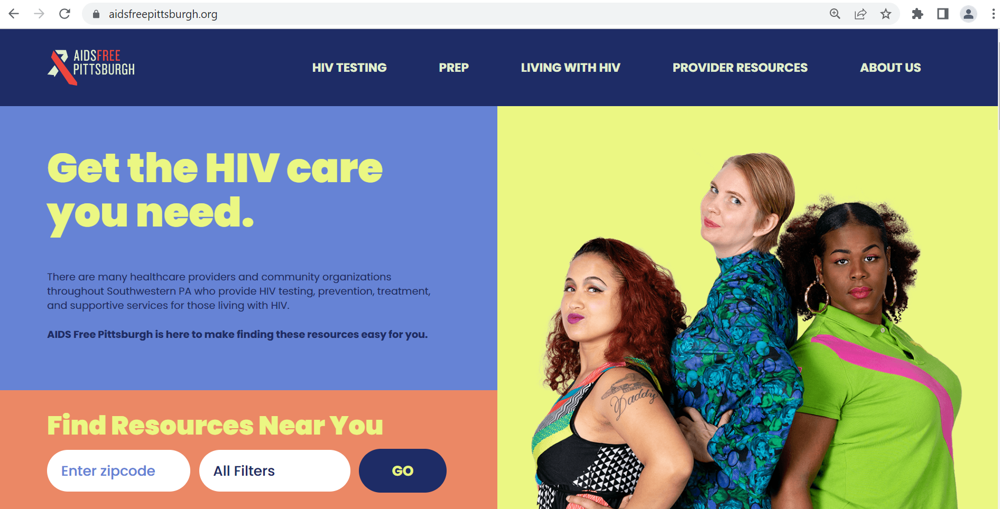 aidsfreepittsburgh.org
AIDSFREE
PITTSBURGH
HIV TESTING
PREP
LIVING WITH HIV
PROVIDER RESOURCES
ABOUT US
Get the HIV care
you need.
There are many healthcare providers and community organizations
throughout Southwestern PA who provide HIV testing, prevention, treatment,
and supportive services for those living with HIV.
AIDS Free Pittsburgh is here to make finding these resources easy for you.
Find Resources Near You
Enter zipcode
All Filters
GO
Daddy